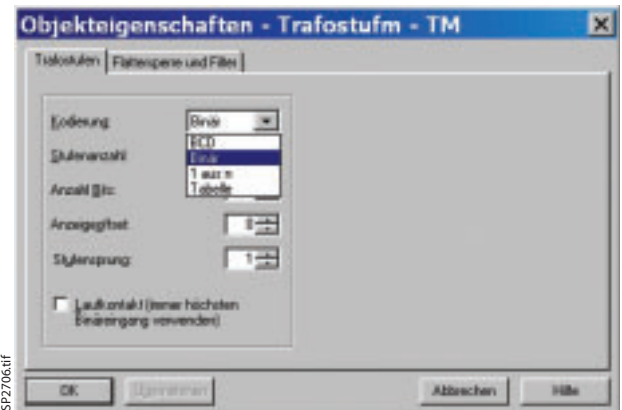 Objekteigenschaften - Trafostufm - TM
Trafostufen
Flattersperre und Filter
Kodierung:
Binär
BCD
Binär
1 aus n
Tabelle
Stufenanzahl:
Anzahl Bits:
Anzeigeoffset:
0
Stufensprung:
1
Laufkontakt (immer höchsten
Binäreingang verwenden)
OK
Übernehmen
Abbrechen
Hilfe
SP2706.tif